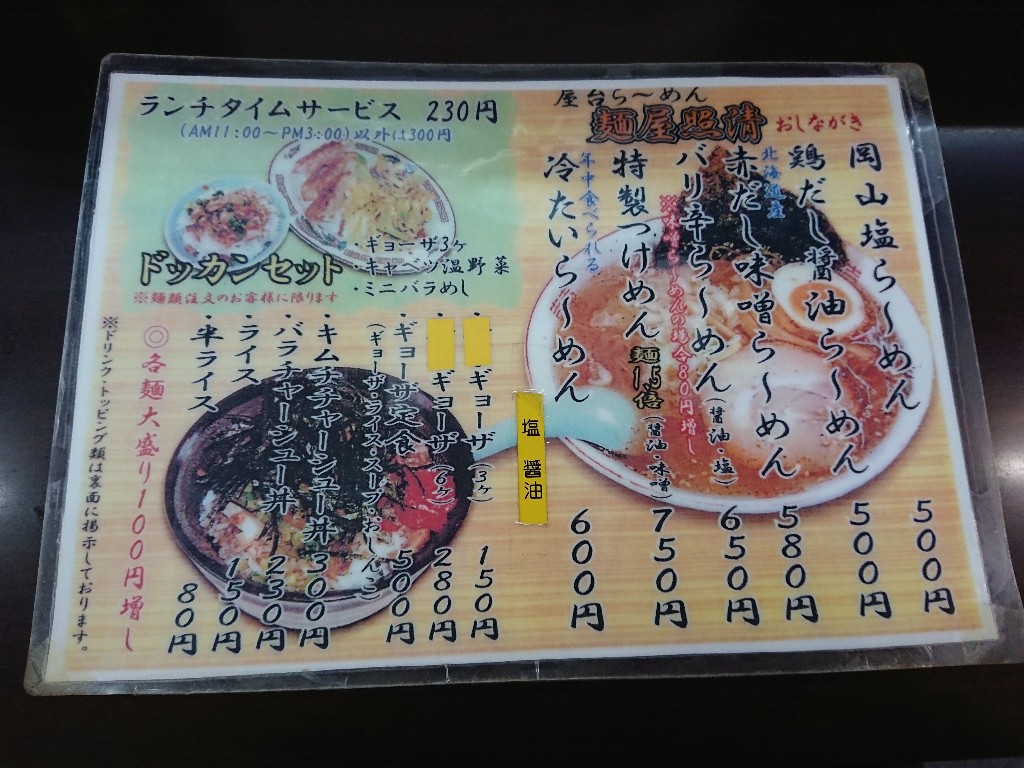 屋台ら〜めん
麺屋照清 おしながき
岡山塩ら〜めん 500円
鶏だし醤油ら〜めん 500円
北海道産
赤だし味噌ら〜めん 580円
バリ辛ら〜めん(醤油・塩) 650円
※味噌ら〜めんの場合80円増し
特製つけめん 麺1.5倍(醤油・味噌) 750円
年中食べられる
冷たいら〜めん 600円
塩 醤油
ランチタイムサービス 230円
(AM11:00〜PM3:00)以外は300円
ドッカンセット
・ギョーザ3ヶ
・キャベツ温野菜
・ミニバラめし
※麺類注文のお客様に限ります
ギョーザ(3ヶ) 150円
ギョーザ(6ヶ) 280円
・ギョーザ定食 500円
(ギョーザ・ライス・スープ・おしんこ)
・キムチチャーシュー丼 300円
・バラチャーシュー丼 230円
・ライス 150円
・半ライス 80円
◎各麺大盛り100円増し
※ドリンク・トッピング類は裏面に掲示しております。